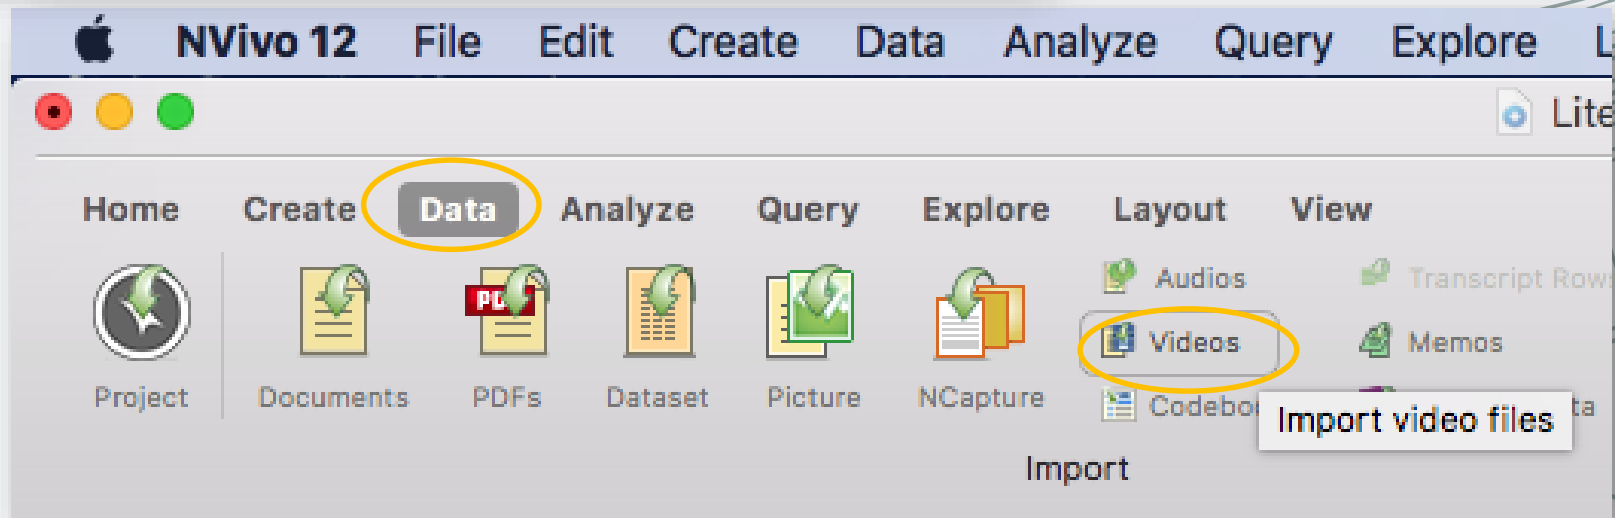 NVivo 12 File Edit Create Data Analyze Query Explore
Home Create Data Analyze Query Explore Layout View
PDF
Audios Transcript Rows
Videos Memos
Project Documents PDFs Dataset Picture NCapture
Import video files
Import